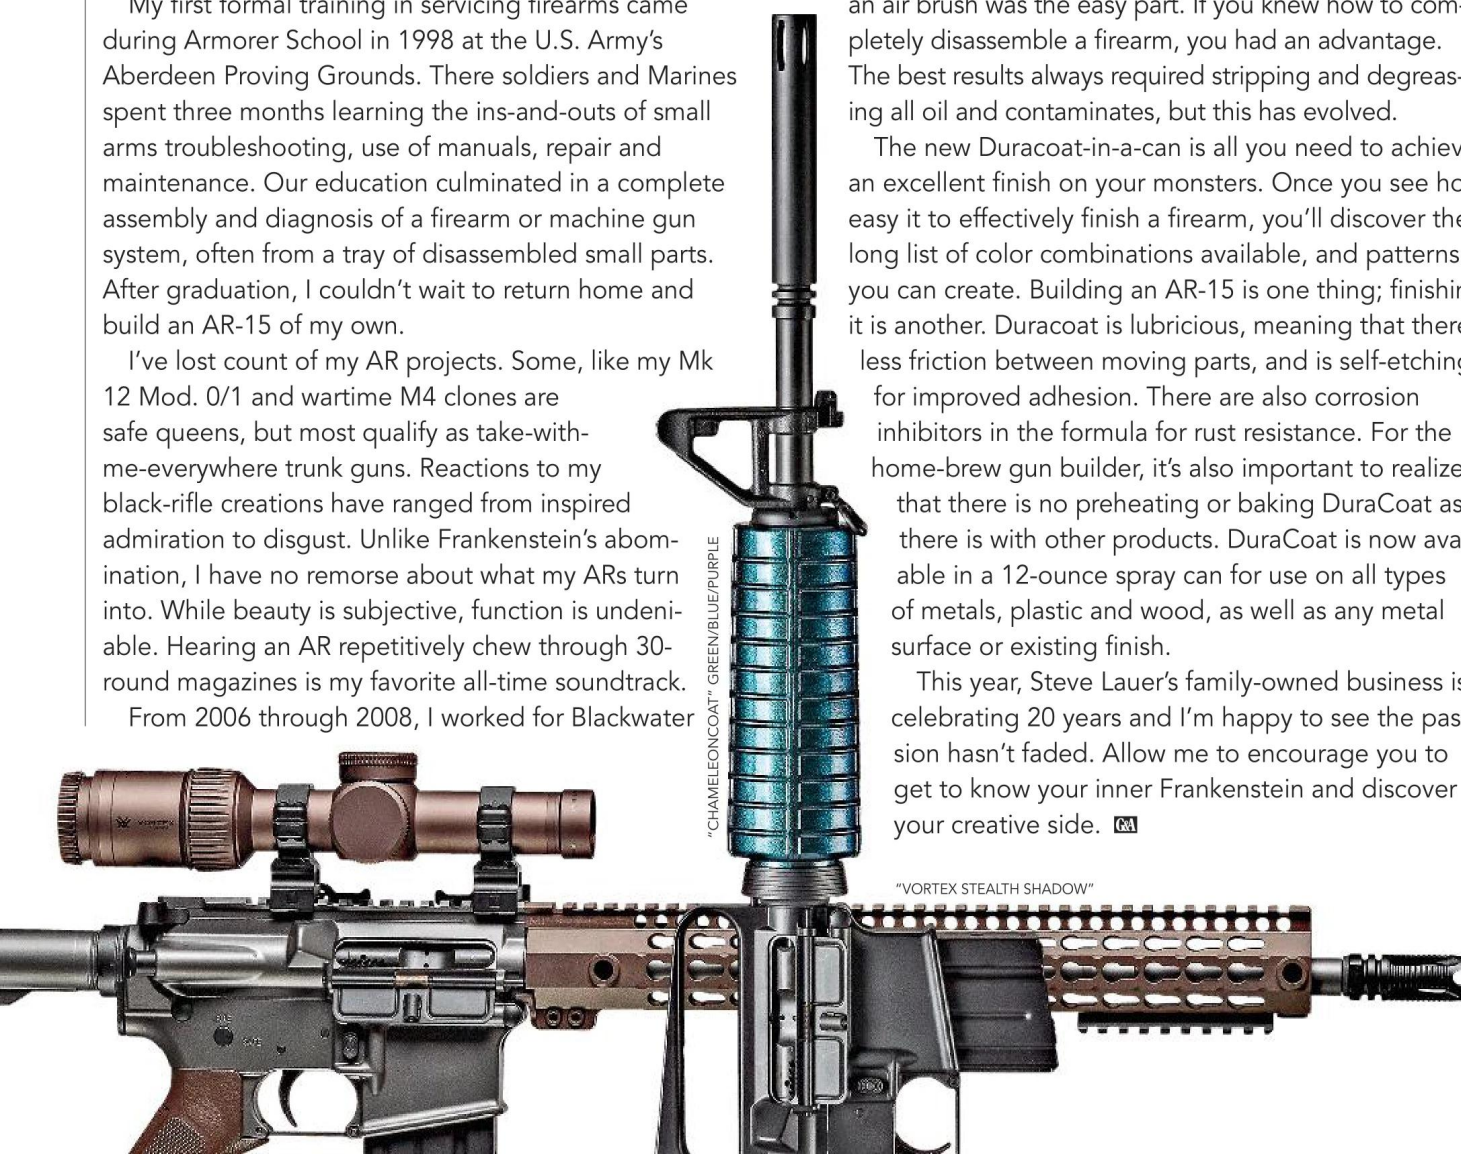 My first formal training in servicing firearms came
during Armorer School in 1998 at the U.S. Army's
Aberdeen Proving Grounds. There soldiers and Marines
spent three months learning the ins-and-outs of small
arms troubleshooting, use of manuals, repair and
maintenance. Our education culminated in a complete
assembly and diagnosis of a firearm or machine gun
system, often from a tray of disassembled small parts.
After graduation, I couldn't wait to return home and
build an AR-15 of my own.
I've lost count of my AR projects. Some, like my Mk
12 Mod. 0/1 and wartime M4 clones are
safe queens, but most qualify as take-with-
me-everywhere trunk guns. Reactions to my
black-rifle creations have ranged from inspired
admiration to disgust. Unlike Frankenstein's abom-
ination, I have no remorse about what my ARs turn
into. While beauty is subjective, function is undeni-
able. Hearing an AR repetitively chew through 30-
round magazines is my favorite all-time soundtrack.
From 2006 through 2008, I worked for Blackwater
an air brush was the easy part. If you knew how to com-
pletely disassemble a firearm, you had an advantage.
The best results always required stripping and degreas-
ing all oil and contaminates, but this has evolved.
The new Duracoat-in-a-can is all you need to achiev
an excellent finish on your monsters. Once you see ho
easy it to effectively finish a firearm, you'll discover the
long list of color combinations available, and patterns
you can create. Building an AR-15 is one thing; finishin
it is another. Duracoat is lubricious, meaning that there
less friction between moving parts, and is self-etching
for improved adhesion. There are also corrosion
inhibitors in the formula for rust resistance. For the
home-brew gun builder, it's also important to realize
that there is no preheating or baking DuraCoat as
there is with other products. DuraCoat is now ava
able in a 12-ounce spray can for use on all types
of metals, plastic and wood, as well as any metal
surface or existing finish.
This year, Steve Lauer's family-owned business is
celebrating 20 years and I'm happy to see the pas
sion hasn't faded. Allow me to encourage you to
get to know your inner Frankenstein and discover
your creative side. G&A
"CHAMELEONCOAT" GREEN/BLUE/PURPLE
"VORTEX STEALTH SHADOW"
VORTEX
SAFE